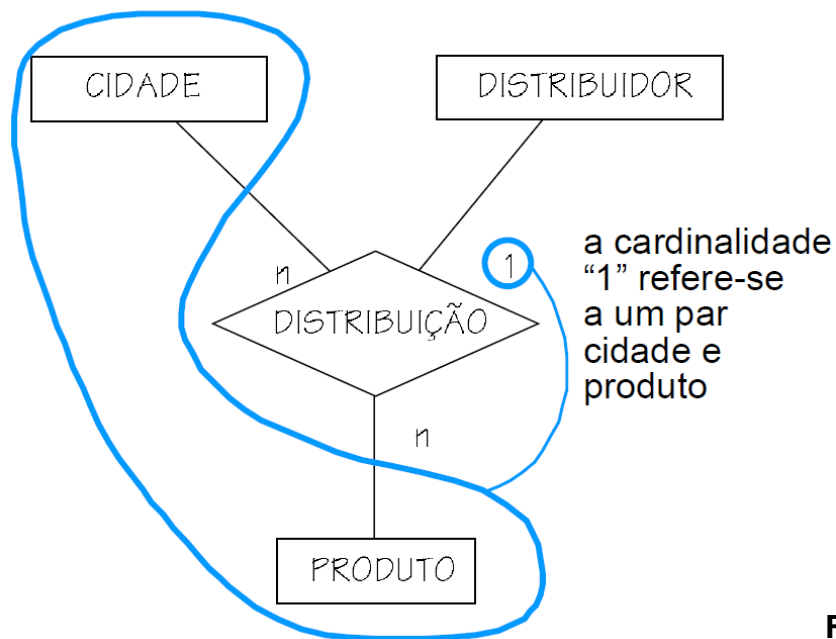 CIDADE
DISTRIBUIDOR
n
1
DISTRIBUIÇÃO
n
PRODUTO
a cardinalidade
“1” refere-se
a um par
cidade e
produto